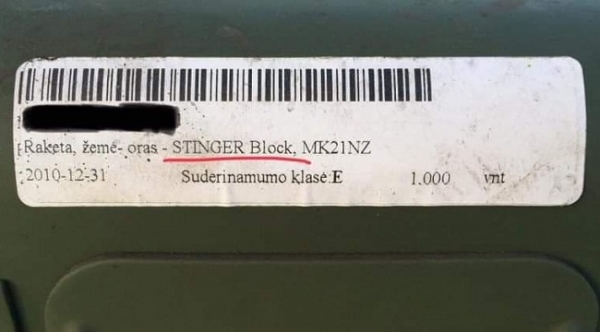 Raketa, žemė- oras - STINGER Block, MK21NZ
2010-12-31 Suderinamumo klasė:E 1.000 vnt